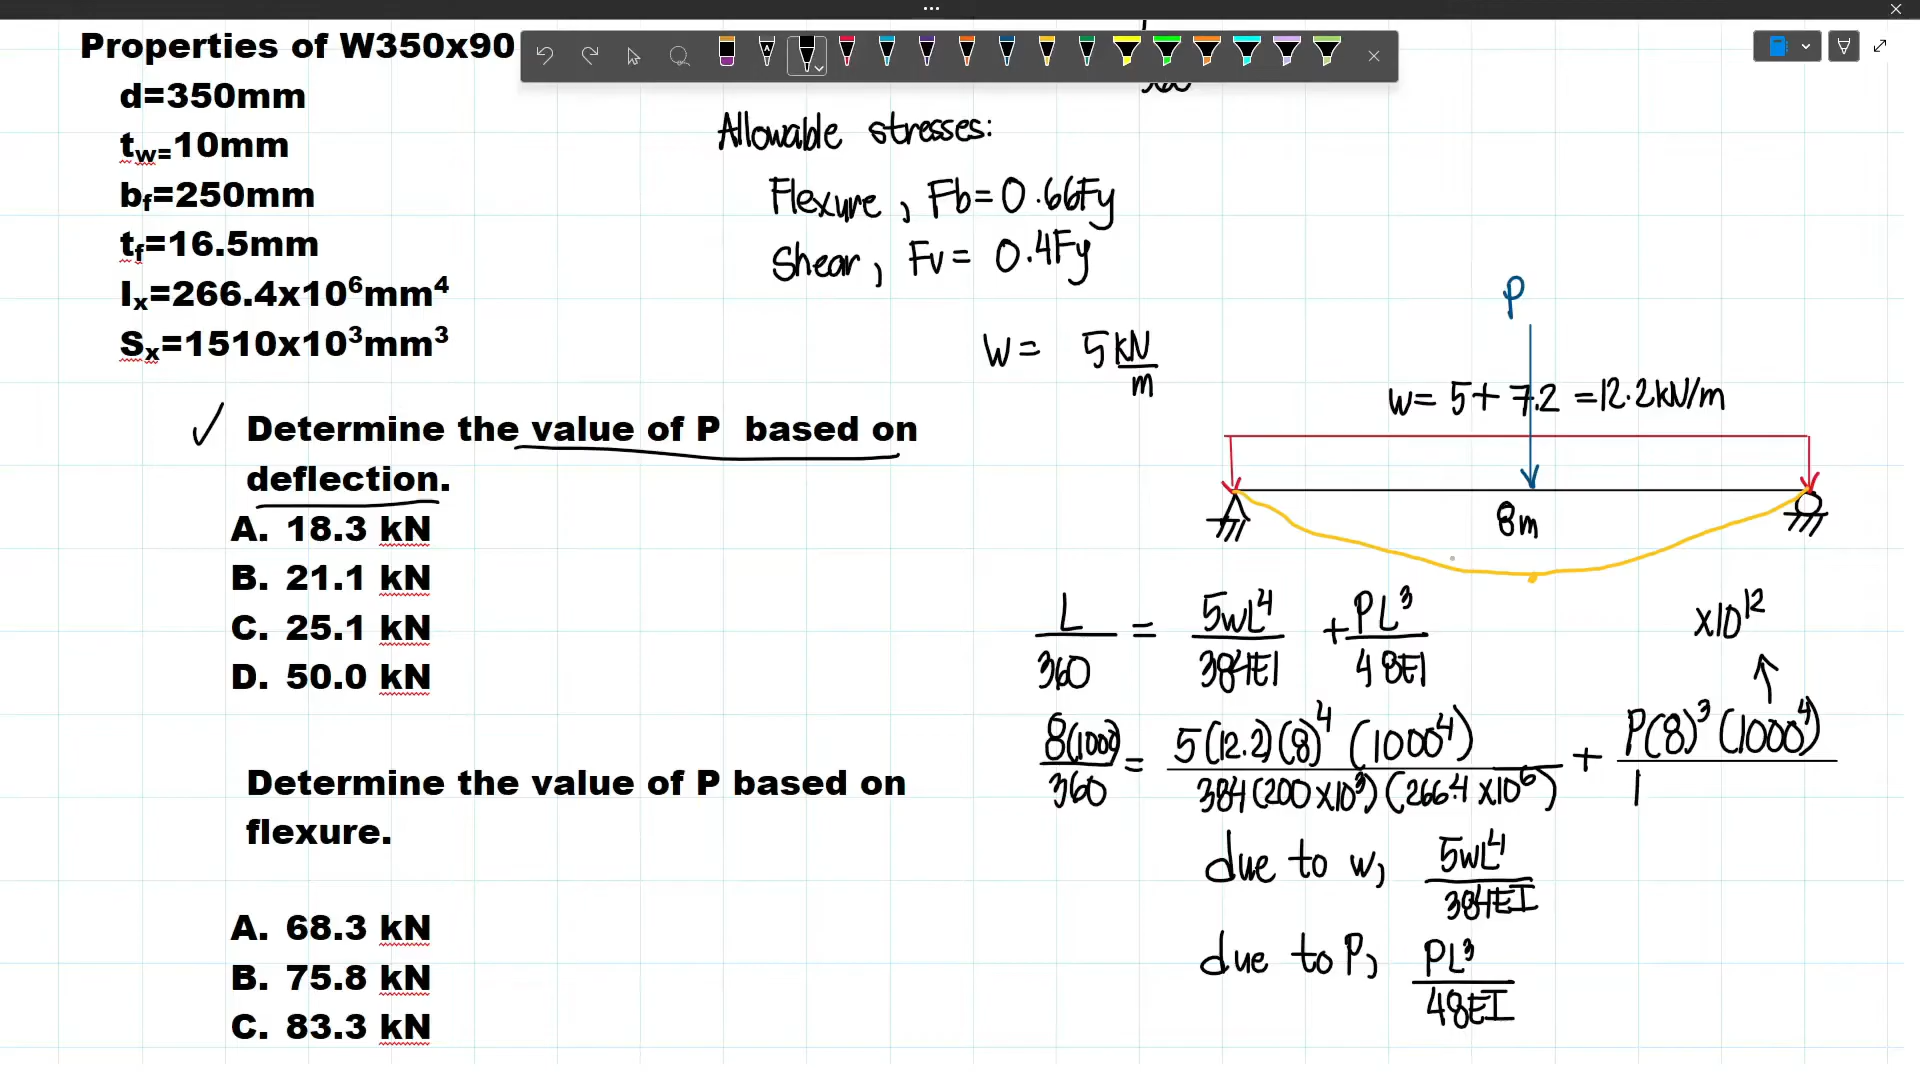 Properties of W350x90
d=350mm
tw=10mm
bf=250mm
tf=16.5mm
Ix=266.4x10⁶mm⁴
Sx=1510x10³mm³
✓ Determine the value of P based on
deflection.
A. 18.3 kN
B. 21.1 kN
C. 25.1 kN
D. 50.0 kN
Determine the value of P based on
flexure.
A. 68.3 kN
B. 75.8 kN
C. 83.3 kN
Allowable stresses:
Flexure, Fb=0.66Fy
Shear, Fv= 0.4Fy
W= 5kN/m
P
w= 5+7.2=12.2kN/m
8m
L/360 = 5wL⁴/384EI + PL³/48EI
x10¹²
8(1000)/360 = 5(12.2)(8)⁴(1000⁴)/384(200x10³)(266.4x10⁶) + P(8)³(1000⁴)/
due to w, 5wL⁴/384EI
due to P, PL³/48EI